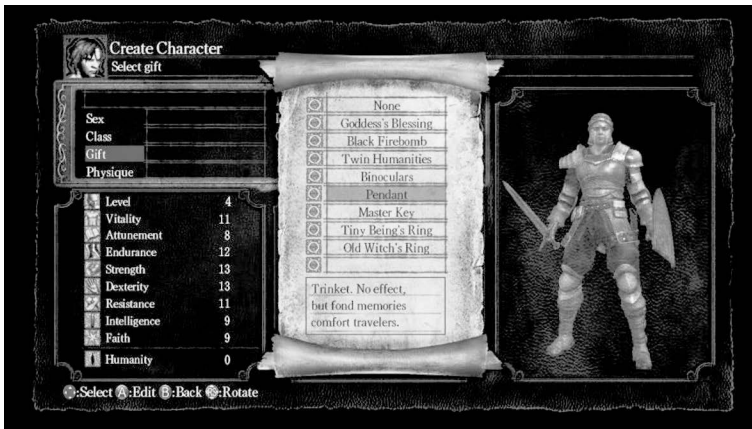 Create Character
Select gift
Sex
Class
Gift
Physique
Level 4
Vitality 11
Attunement 8
Endurance 12
Strength 13
Dexterity 13
Resistance 11
Intelligence 9
Faith 9
Humanity 0
None
Goddess's Blessing
Black Firebomb
Twin Humanities
Binoculars
Pendant
Master Key
Tiny Being's Ring
Old Witch's Ring
Trinket. No effect,
but fond memories
comfort travelers.
:Select A:Edit B:Back RS:Rotate